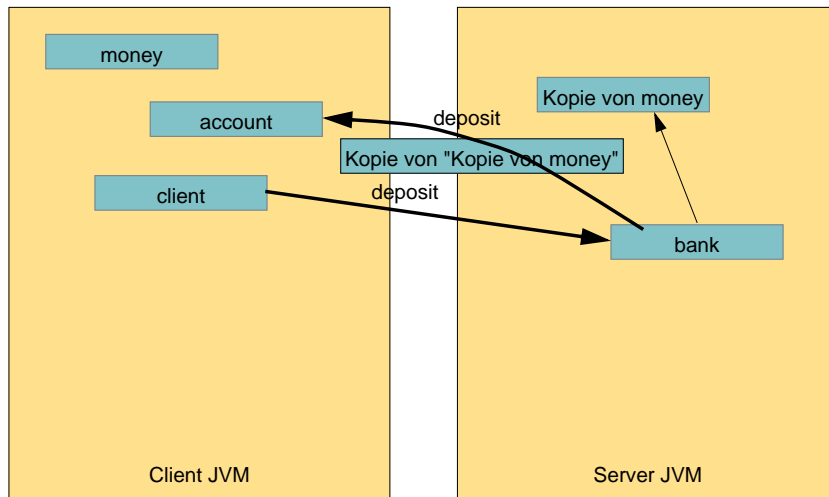 money
Kopie von money
account
deposit
Kopie von "Kopie von money"
client
deposit
bank
Client JVM
Server JVM